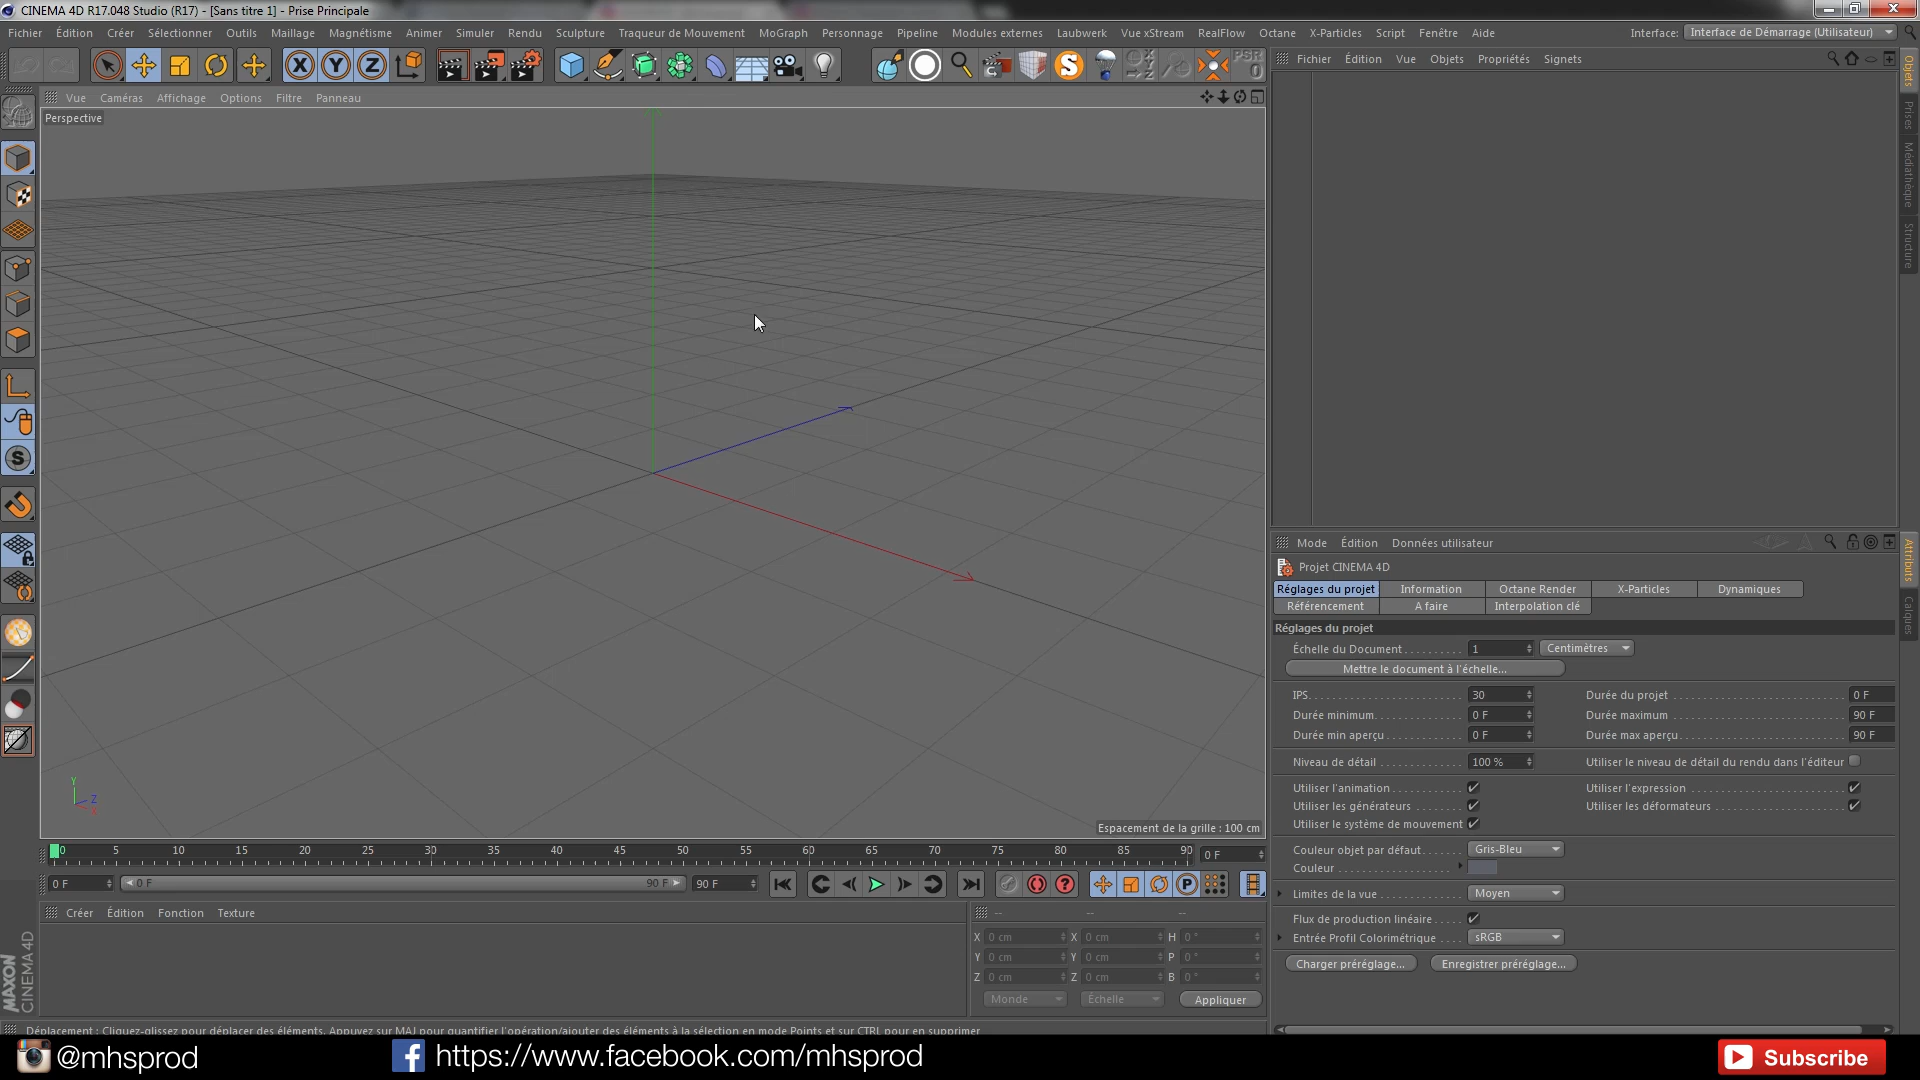 CINEMA 4D R17.048 Studio (R17) - [Sans titre 1] - Prise Principale
Fichier Édition Créer Sélectionner Outils Maillage Magnétisme Animer Simuler Rendu Sculpture Traqueur de Mouvement MoGraph Personnage Pipeline Modules externes Laubwerk Vue xStream RealFlow Octane X-Particles Script Fenêtre Aide Interface: Interface de Démarrage (Utilisateur)
X Y Z S PSR 0
Fichier Édition Vue Objets Propriétés Signets
Objets
Prises
Médiathèque
Structure
Vue Caméras Affichage Options Filtre Panneau
Perspective
Y
Z
X
Espacement de la grille : 100 cm
Mode Édition Données utilisateur
Attributs
Calques
Projet CINEMA 4D
Réglages du projet Information Octane Render X-Particles Dynamiques
Référencement A faire Interpolation clé
Réglages du projet
Échelle du Document 1 Centimètres
Mettre le document à l'échelle...
IPS 30 Durée du projet 0 F
Durée minimum 0 F Durée maximum 90 F
Durée min aperçu 0 F Durée max aperçu 90 F
Niveau de détail 100 % Utiliser le niveau de détail du rendu dans l'éditeur
Utiliser l'animation Utiliser l'expression
Utiliser les générateurs Utiliser les déformateurs
Utiliser le système de mouvement
Couleur objet par défaut Gris-Bleu
Couleur
Limites de la vue Moyen
Flux de production linéaire
Entrée Profil Colorimétrique sRGB
Charger préréglage... Enregistrer préréglage...
0 5 10 15 20 25 30 35 40 45 50 55 60 65 70 75 80 85 90 0 F
0 F 0 F 90 F 90 F
Créer Édition Fonction Texture
-- -- --
X 0 cm X 0 cm H 0 °
Y 0 cm Y 0 cm P 0 °
Z 0 cm Z 0 cm B 0 °
Monde Échelle Appliquer
MAXON
CINEMA 4D
Déplacement : Cliquez-glissez pour déplacer des éléments. Appuyez sur MAJ pour quantifier l'opération/ajouter des éléments à la sélection en mode Points et sur CTRL pour en supprimer
@mhsprod https://www.facebook.com/mhsprod Subscribe